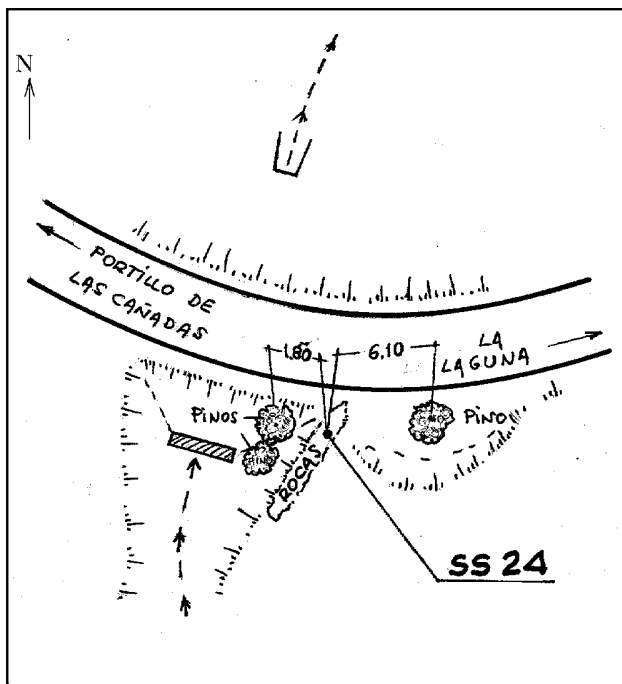 N
PORTILLO DE
LAS CAÑADAS
1,80
6,10
LA
LAGUNA
PINOS
PINO
ROCAS
SS 24